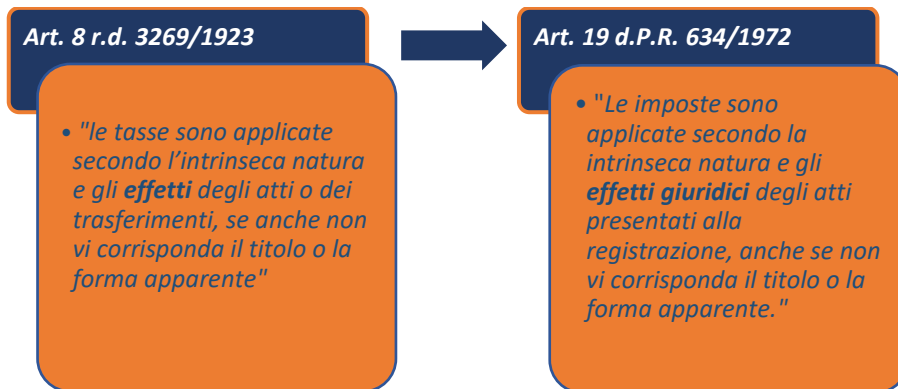 Art. 8 r.d. 3269/1923
• "le tasse sono applicate
secondo l’intrinseca natura
e gli effetti degli atti o dei
trasferimenti, se anche non
vi corrisponda il titolo o la
forma apparente"
Art. 19 d.P.R. 634/1972
• "Le imposte sono
applicate secondo la
intrinseca natura e gli
effetti giuridici degli atti
presentati alla
registrazione, anche se non
vi corrisponda il titolo o la
forma apparente."